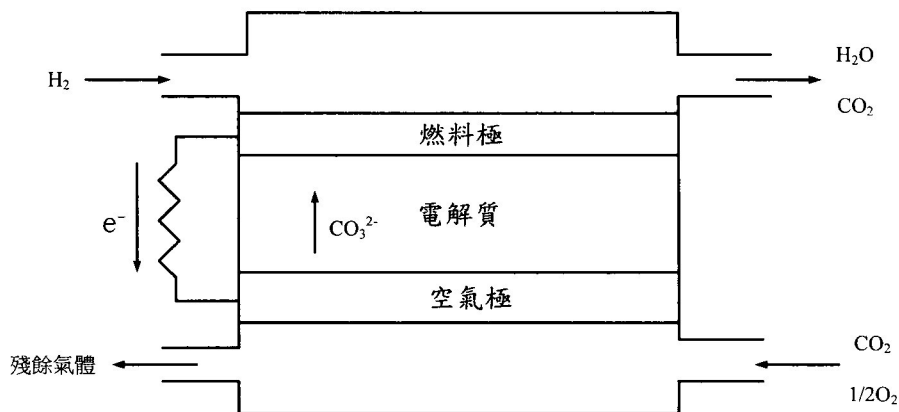 H₂
H₂O
CO₂
燃料極
e⁻
CO₃²⁻
電解質
空氣極
殘餘氣體
CO₂
1/2O₂